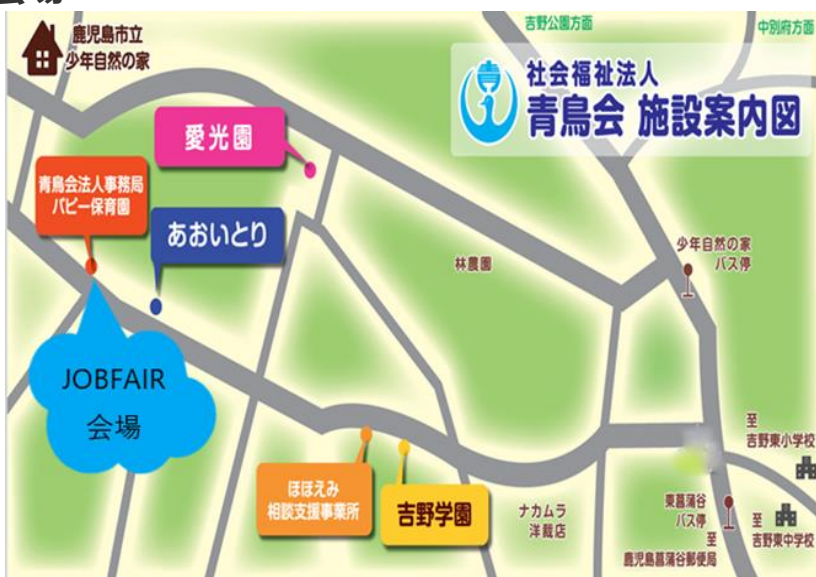 会場
鹿児島市立
少年自然の家
吉野公園方面
中別府方面
社会福祉法人
青鳥会 施設案内図
愛光園
青鳥会法人事務局
パピー保育園
あおいとり
少年自然の家
バス停
林農園
JOBFAIR
会場
至
吉野東小学校
ほほえみ
相談支援事業所
吉野学園
ナカムラ
洋裁店
東菖蒲谷
バス停
至
吉野東中学校
至
鹿児島菖蒲谷郵便局